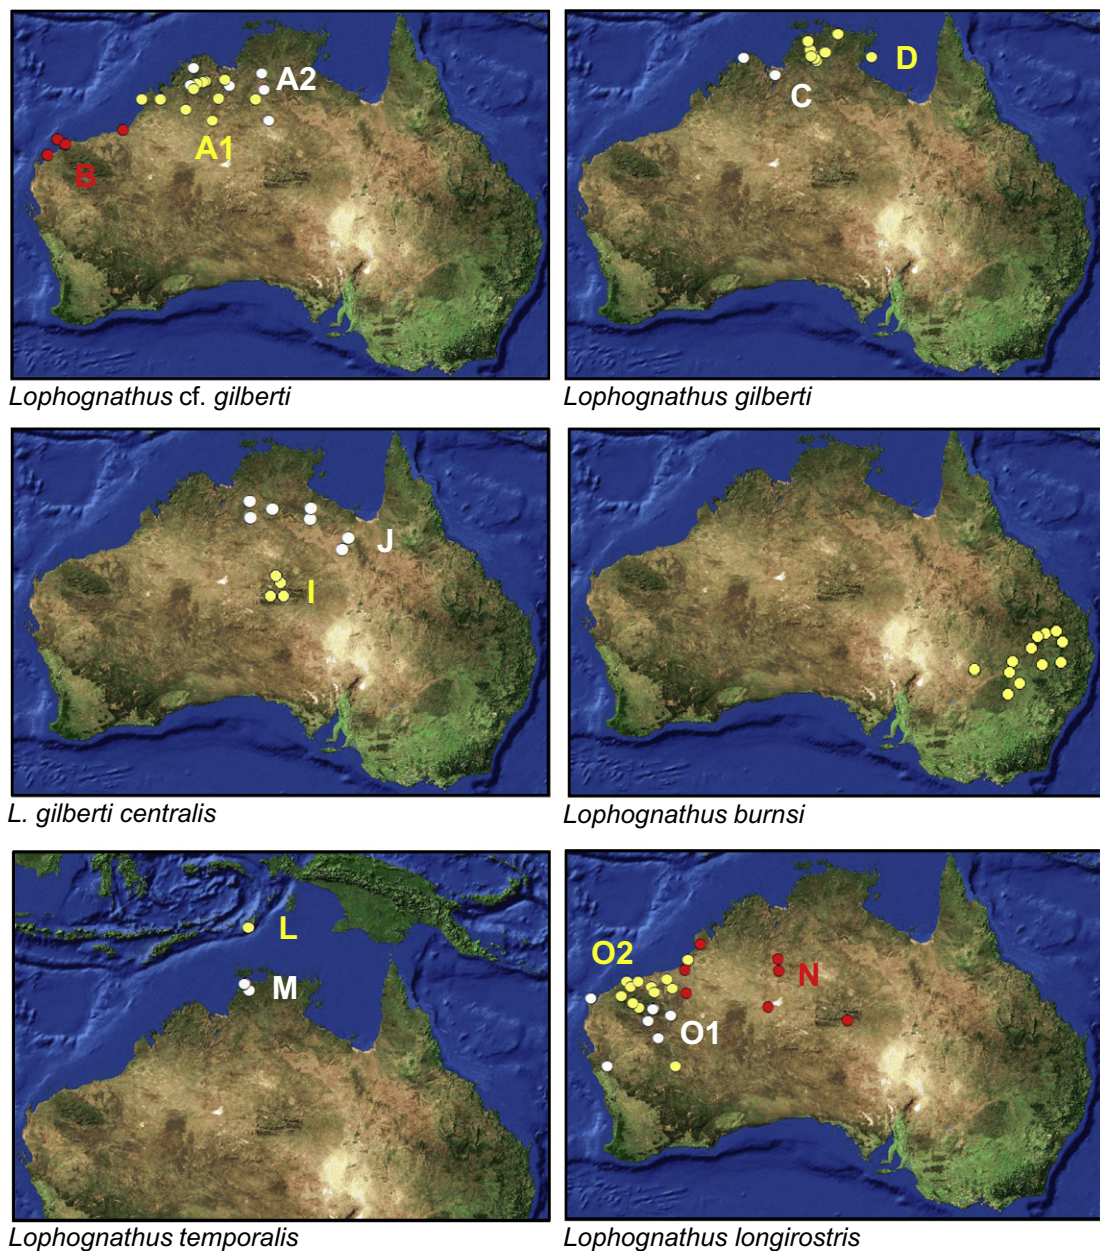 A2
A1
B
Lophognathus cf. gilberti
D
C
Lophognathus gilberti
J
I
L. gilberti centralis
Lophognathus burnsi
L
M
Lophognathus temporalis
O2
N
O1
Lophognathus longirostris